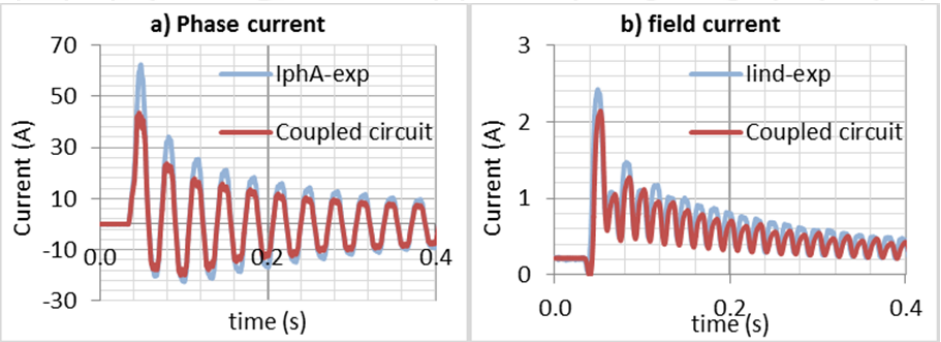 a) Phase current
70
50
30
10
-10
-30
0.0
0.2
0.4
Current (A)
time (s)
IphA-exp
Coupled circuit
b) field current
3
2
1
0
0.0
0.2
0.4
Current (A)
time (s)
Iind-exp
Coupled circuit